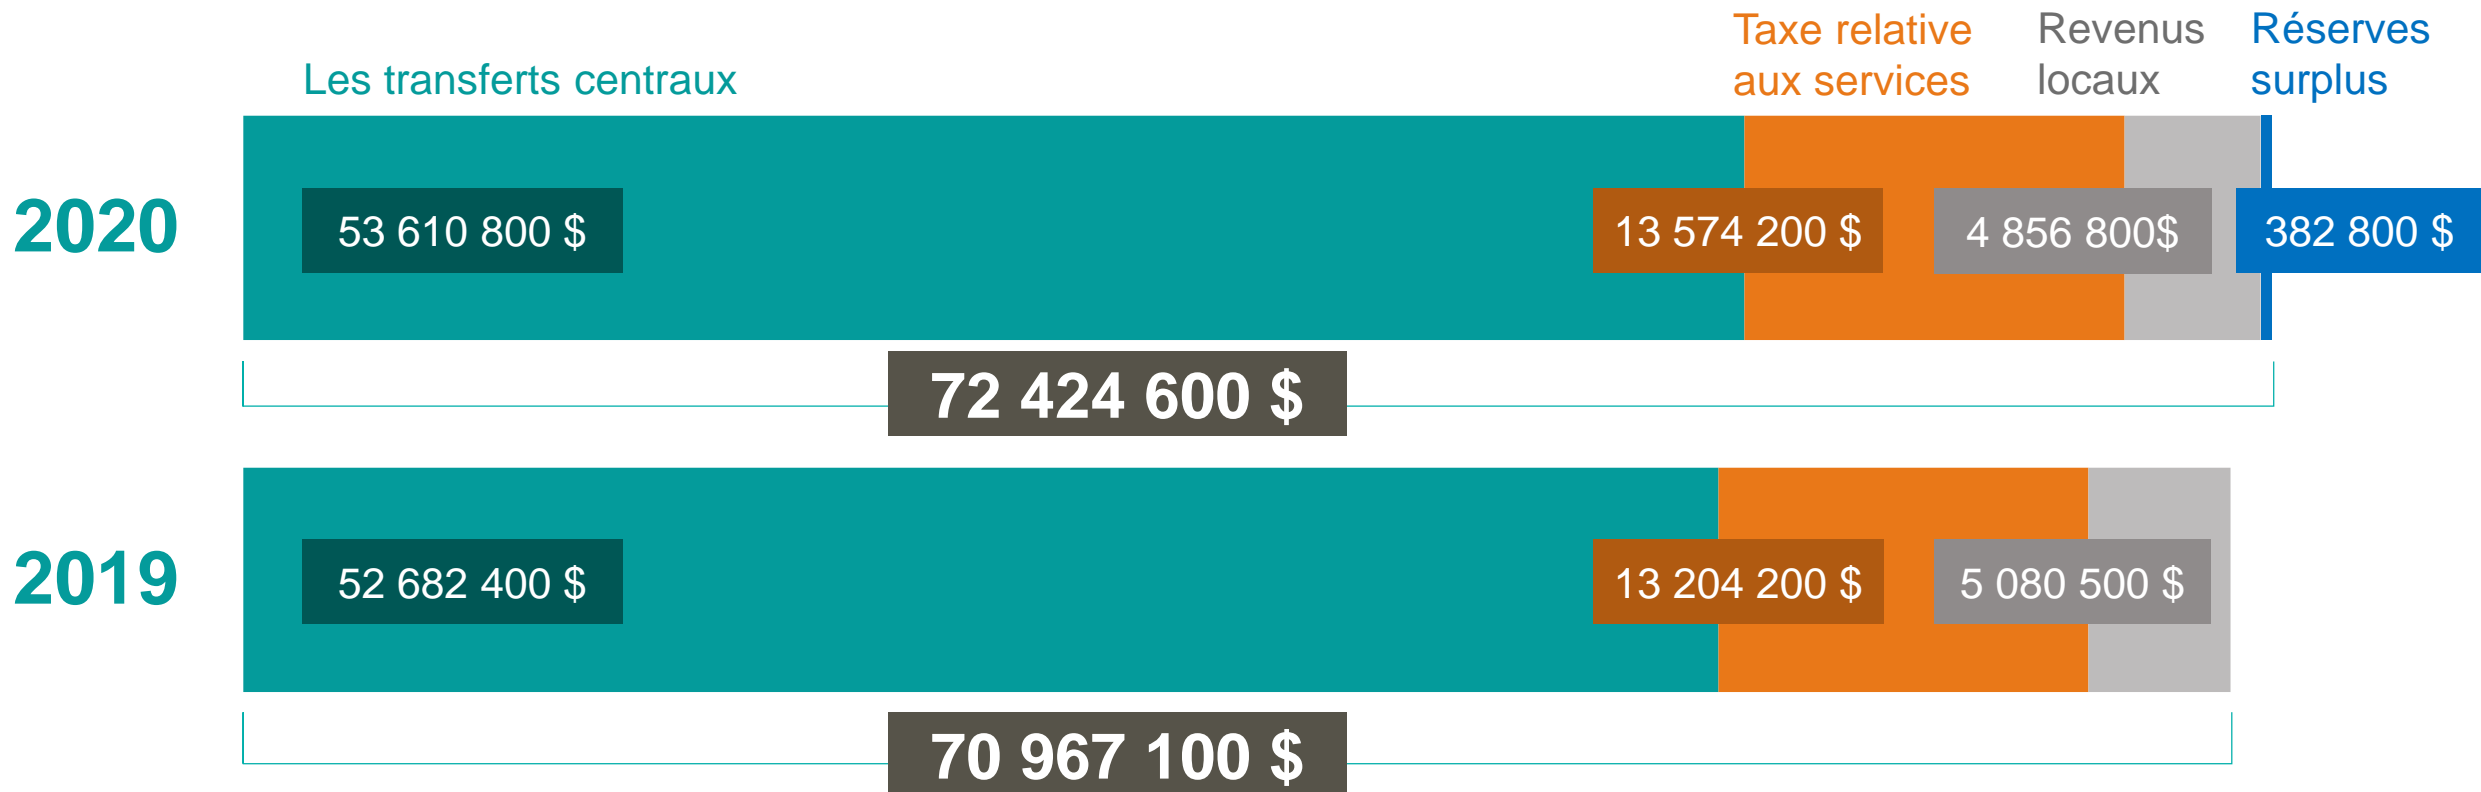 Les transferts centraux
Taxe relative
aux services
Revenus
locaux
Réserves
surplus
2020
53 610 800 $
13 574 200 $
4 856 800$
382 800 $
72 424 600 $
2019
52 682 400 $
13 204 200 $
5 080 500 $
70 967 100 $